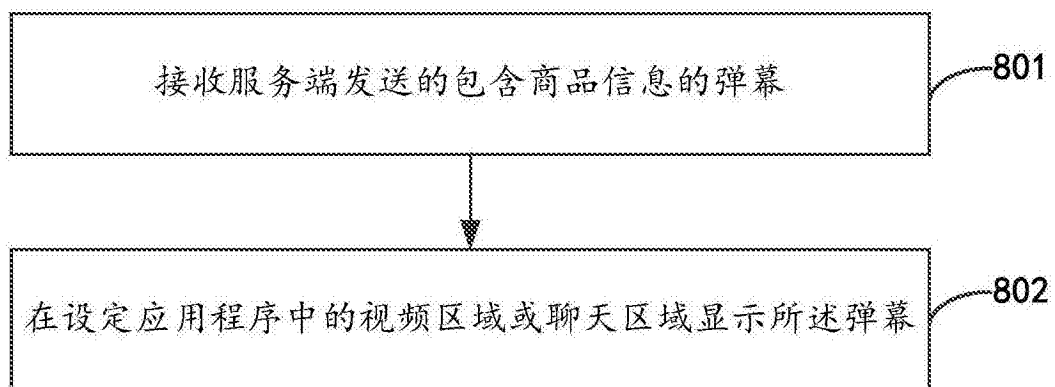 接收服务端发送的包含商品信息的弹幕
801
在设定应用程序中的视频区域或聊天区域显示所述弹幕
802